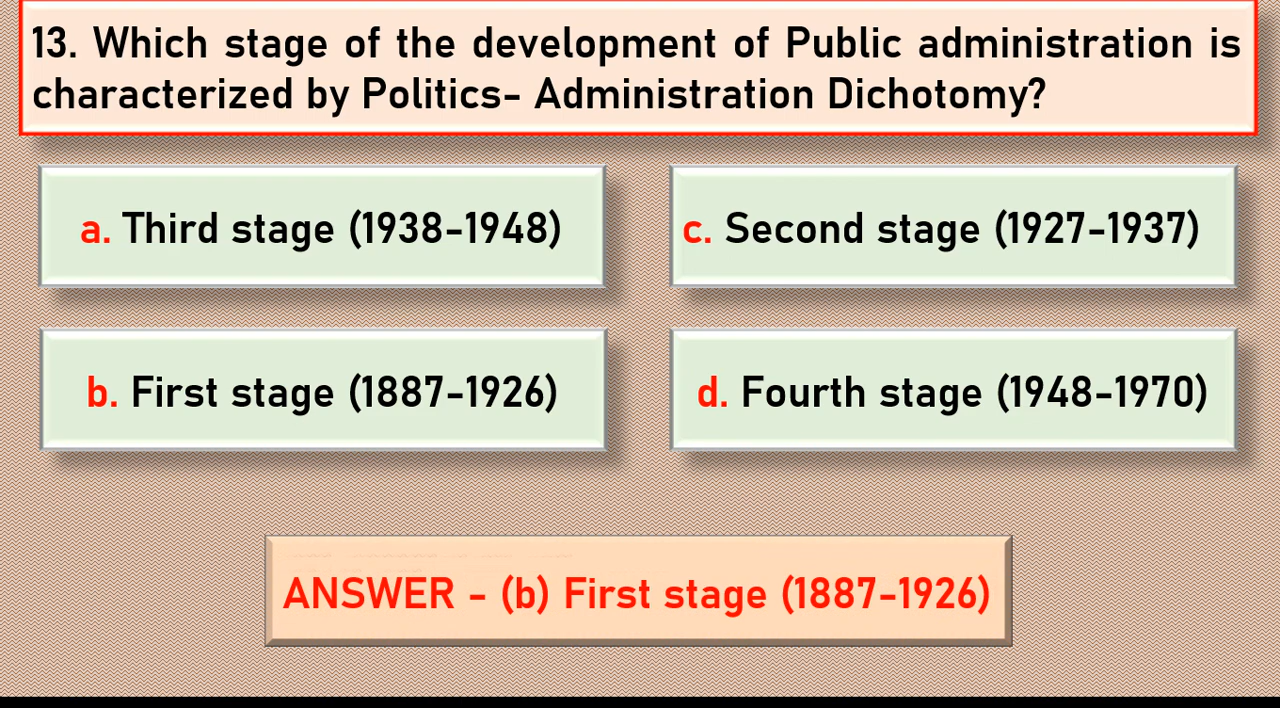 13. Which stage of the development of Public administration is
characterized by Politics- Administration Dichotomy?
a. Third stage (1938-1948)
c. Second stage (1927-1937)
b. First stage (1887-1926)
d. Fourth stage (1948-1970)
ANSWER - (b) First stage (1887-1926)